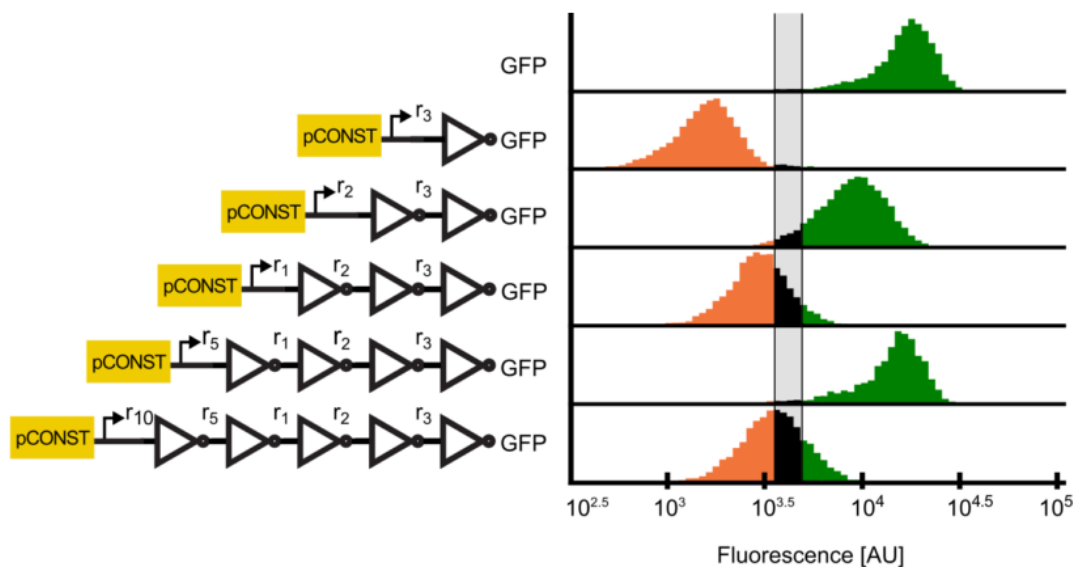 GFP
pCONST r3 GFP
pCONST r2 r3 GFP
pCONST r1 r2 r3 GFP
pCONST r5 r1 r2 r3 GFP
pCONST r10 r5 r1 r2 r3 GFP
10^2.5 10^3 10^3.5 10^4 10^4.5 10^5
Fluorescence [AU]